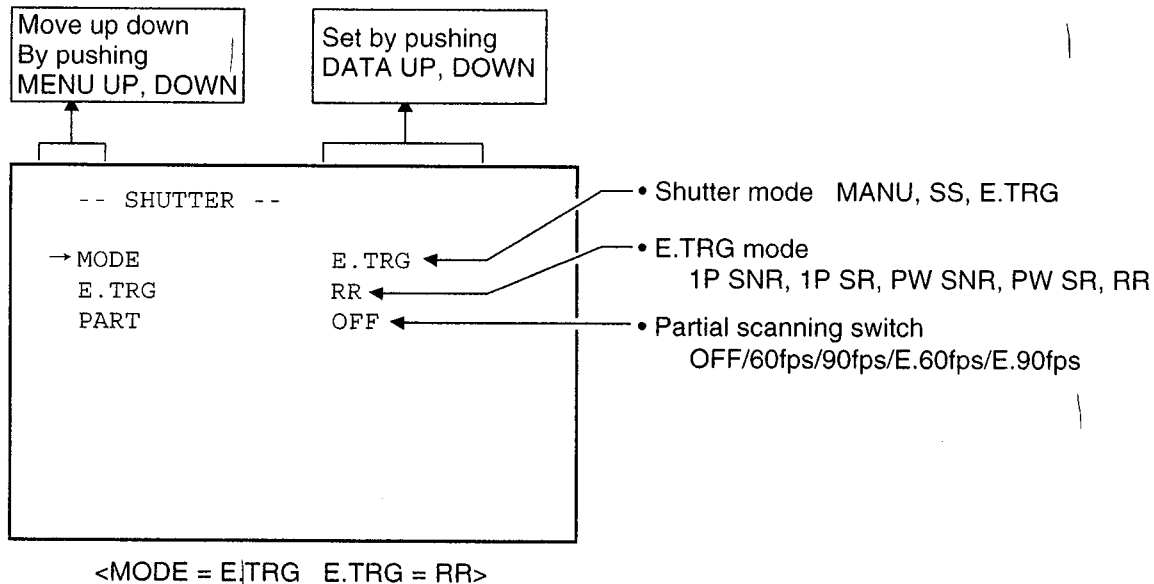 Move up down
By pushing
MENU UP, DOWN
Set by pushing
DATA UP, DOWN
-- SHUTTER --
→ MODE E.TRG
E.TRG RR
PART OFF
• Shutter mode MANU, SS, E.TRG
• E.TRG mode
1P SNR, 1P SR, PW SNR, PW SR, RR
• Partial scanning switch
OFF/60fps/90fps/E.60fps/E.90fps
<MODE = E.TRG E.TRG = RR>